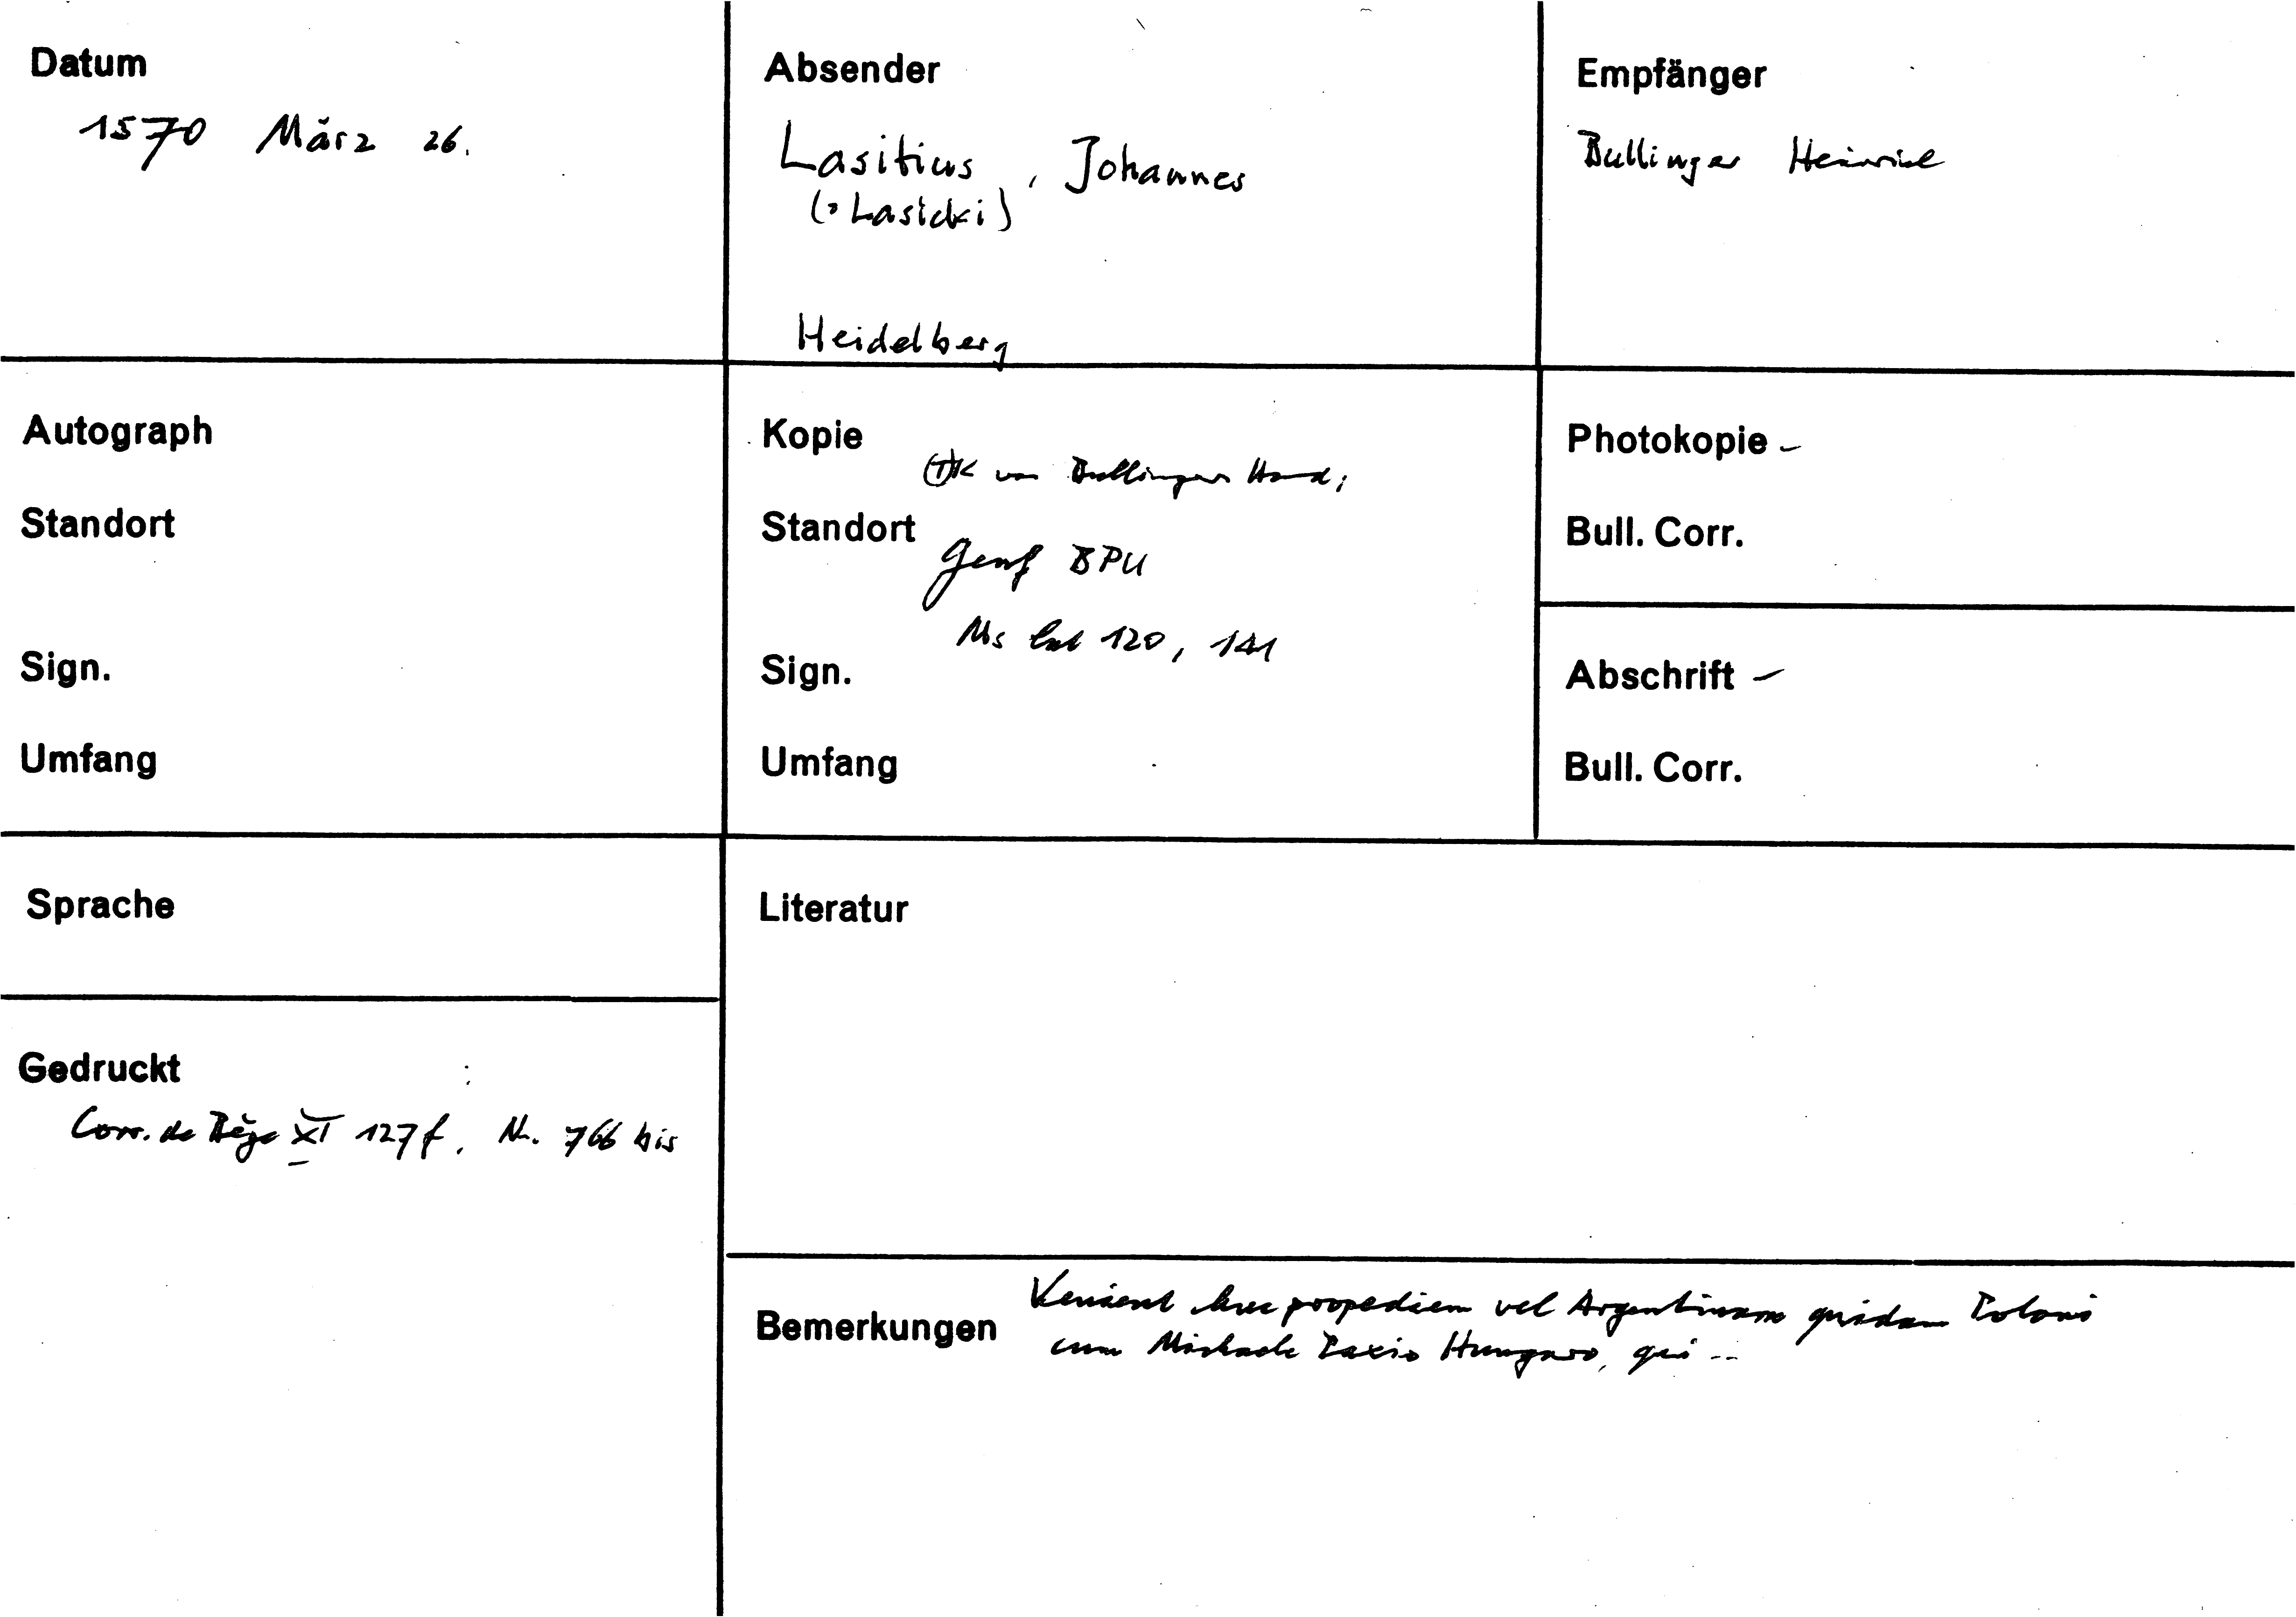 Datum
1570 März 26.
Absender
Lasitius, Johannes
(= Lasicki)
Heidelberg
Empfänger
Bullinger Heinrich
Autograph
Standort
Sign.
Umfang
Kopie
TK von Bullingers Hand;
Standort
Genf BPU
Ms lat 120, 141
Sign.
Umfang
Photokopie -
Bull. Corr.
Abschrift -
Bull. Corr.
Sprache
Gedruckt
Corr. de Bèze XI 127 f. Nr. 766 bis
Literatur
Bemerkungen
Venient huc propediem vel Argentinam quidam Poloni
cum Michaele Paxio Hungaro, qui --